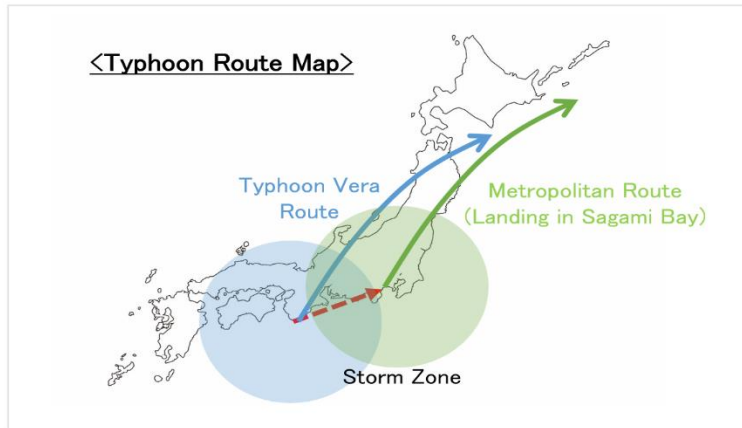 <Typhoon Route Map>
Typhoon Vera
Route
Metropolitan Route
(Landing in Sagami Bay)
Storm Zone